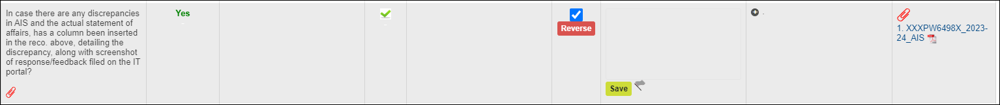 In case there are any discrepancies
in AIS and the actual statement of
affairs, has a column been inserted
in the reco. above, detailing the
discrepancy, along with screenshot
of response/feedback filed on the IT
portal?
Yes
-
-
Reverse
Save
.
1. XXXPW6498X_2023-
24_AIS